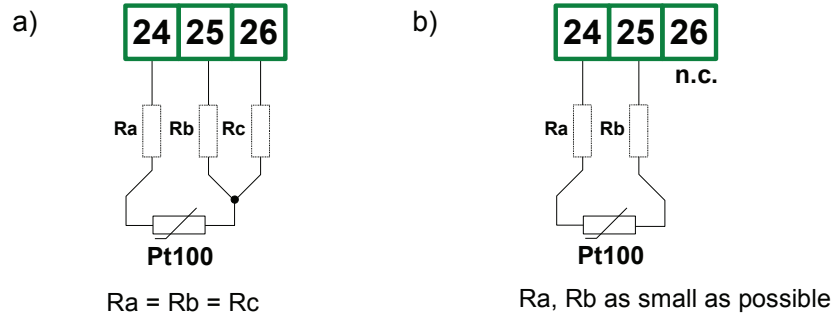 a)
24 25 26
Ra Rb Rc
Pt100
Ra = Rb = Rc
b)
24 25 26
n.c.
Ra Rb
Pt100
Ra, Rb as small as possible